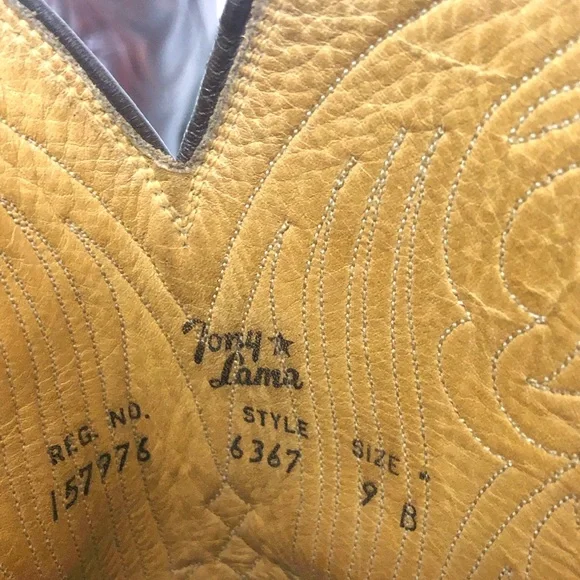 Tony ★ Lama
REG. NO. STYLE SIZE
157976 6367 9 B